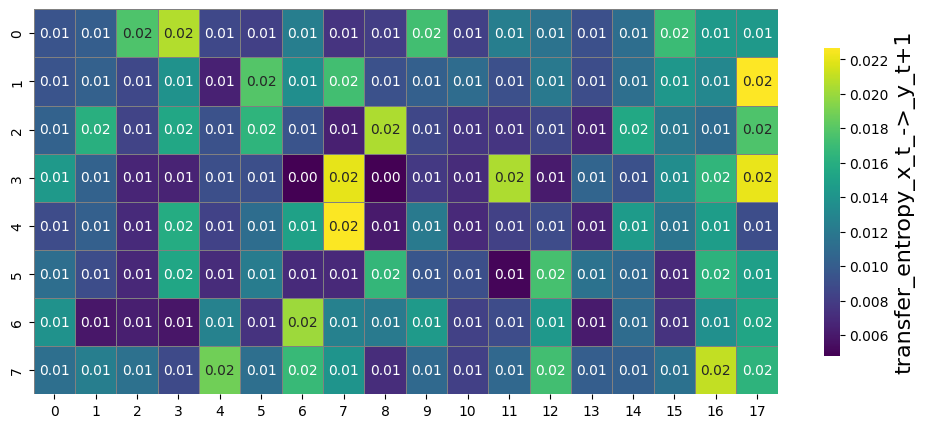 0 0.01 0.01 0.02 0.02 0.01 0.01 0.01 0.01 0.01 0.02 0.01 0.01 0.01 0.01 0.01 0.02 0.01 0.01
1 0.01 0.01 0.01 0.01 0.01 0.02 0.01 0.02 0.01 0.01 0.01 0.01 0.01 0.01 0.01 0.01 0.01 0.02
2 0.01 0.02 0.01 0.02 0.01 0.02 0.01 0.01 0.02 0.01 0.01 0.01 0.01 0.01 0.02 0.01 0.01 0.02
3 0.01 0.01 0.01 0.01 0.01 0.01 0.00 0.02 0.00 0.01 0.01 0.02 0.01 0.01 0.01 0.01 0.02 0.02
4 0.01 0.01 0.01 0.02 0.01 0.01 0.01 0.02 0.01 0.01 0.01 0.01 0.01 0.01 0.01 0.01 0.01 0.01
5 0.01 0.01 0.01 0.02 0.01 0.01 0.01 0.01 0.02 0.01 0.01 0.01 0.02 0.01 0.01 0.01 0.02 0.01
6 0.01 0.01 0.01 0.01 0.01 0.01 0.02 0.01 0.01 0.01 0.01 0.01 0.01 0.01 0.01 0.01 0.01 0.02
7 0.01 0.01 0.01 0.01 0.02 0.01 0.02 0.01 0.01 0.01 0.01 0.01 0.02 0.01 0.01 0.01 0.02 0.02
0 1 2 3 4 5 6 7 8 9 10 11 12 13 14 15 16 17
0.022
0.020
0.018
0.016
0.014
0.012
0.010
0.008
0.006
transfer_entropy_x_t_->_y_t+1